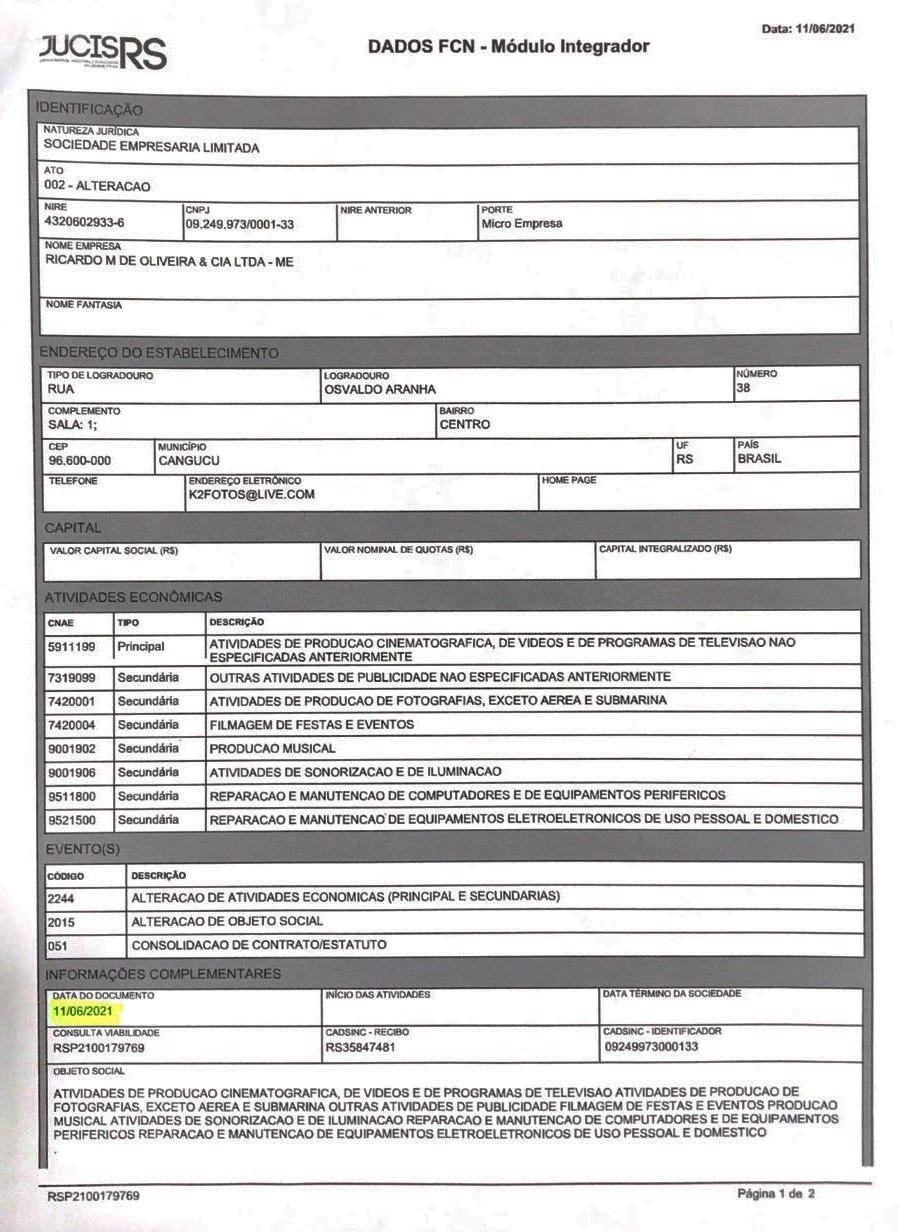 JUCISRS
Data: 11/06/2021
DADOS FCN - Módulo Integrador
IDENTIFICAÇÃO
NATUREZA JURÍDICA
SOCIEDADE EMPRESARIA LIMITADA
ATO
002 - ALTERACAO
NIRE CNPJ NIRE ANTERIOR PORTE
4320602933-6 09.249.973/0001-33 Micro Empresa
NOME EMPRESA
RICARDO M DE OLIVEIRA & CIA LTDA - ME
NOME FANTASIA
ENDEREÇO DO ESTABELECIMENTO
TIPO DE LOGRADOURO LOGRADOURO NÚMERO
RUA OSVALDO ARANHA 38
COMPLEMENTO BAIRRO
SALA: 1; CENTRO
CEP MUNICÍPIO UF PAÍS
96.600-000 CANGUCU RS BRASIL
TELEFONE ENDEREÇO ELETRÔNICO HOME PAGE
K2FOTOS@LIVE.COM
CAPITAL
VALOR CAPITAL SOCIAL (R$) VALOR NOMINAL DE QUOTAS (R$) CAPITAL INTEGRALIZADO (R$)
ATIVIDADES ECONÔMICAS
CNAE TIPO DESCRIÇÃO
5911199 Principal ATIVIDADES DE PRODUCAO CINEMATOGRAFICA, DE VIDEOS E DE PROGRAMAS DE TELEVISAO NAO
ESPECIFICADAS ANTERIORMENTE
7319099 Secundária OUTRAS ATIVIDADES DE PUBLICIDADE NAO ESPECIFICADAS ANTERIORMENTE
7420001 Secundária ATIVIDADES DE PRODUCAO DE FOTOGRAFIAS, EXCETO AEREA E SUBMARINA
7420004 Secundária FILMAGEM DE FESTAS E EVENTOS
9001902 Secundária PRODUCAO MUSICAL
9001906 Secundária ATIVIDADES DE SONORIZACAO E DE ILUMINACAO
9511800 Secundária REPARACAO E MANUTENCAO DE COMPUTADORES E DE EQUIPAMENTOS PERIFERICOS
9521500 Secundária REPARACAO E MANUTENCAO DE EQUIPAMENTOS ELETROELETRONICOS DE USO PESSOAL E DOMESTICO
EVENTO(S)
CÓDIGO DESCRIÇÃO
2244 ALTERACAO DE ATIVIDADES ECONOMICAS (PRINCIPAL E SECUNDARIAS)
2015 ALTERACAO DE OBJETO SOCIAL
051 CONSOLIDACAO DE CONTRATO/ESTATUTO
INFORMAÇÕES COMPLEMENTARES
DATA DO DOCUMENTO INÍCIO DAS ATIVIDADES DATA TÉRMINO DA SOCIEDADE
11/06/2021
CONSULTA VIABILIDADE CADSINC - RECIBO CADSINC - IDENTIFICADOR
RSP2100179769 RS35847481 09249973000133
OBJETO SOCIAL
ATIVIDADES DE PRODUCAO CINEMATOGRAFICA, DE VIDEOS E DE PROGRAMAS DE TELEVISAO ATIVIDADES DE PRODUCAO DE
FOTOGRAFIAS, EXCETO AEREA E SUBMARINA OUTRAS ATIVIDADES DE PUBLICIDADE FILMAGEM DE FESTAS E EVENTOS PRODUCAO
MUSICAL ATIVIDADES DE SONORIZACAO E DE ILUMINACAO REPARACAO E MANUTENCAO DE COMPUTADORES E DE EQUIPAMENTOS
PERIFERICOS REPARACAO E MANUTENCAO DE EQUIPAMENTOS ELETROELETRONICOS DE USO PESSOAL E DOMESTICO
.
RSP2100179769 Página 1 de 2